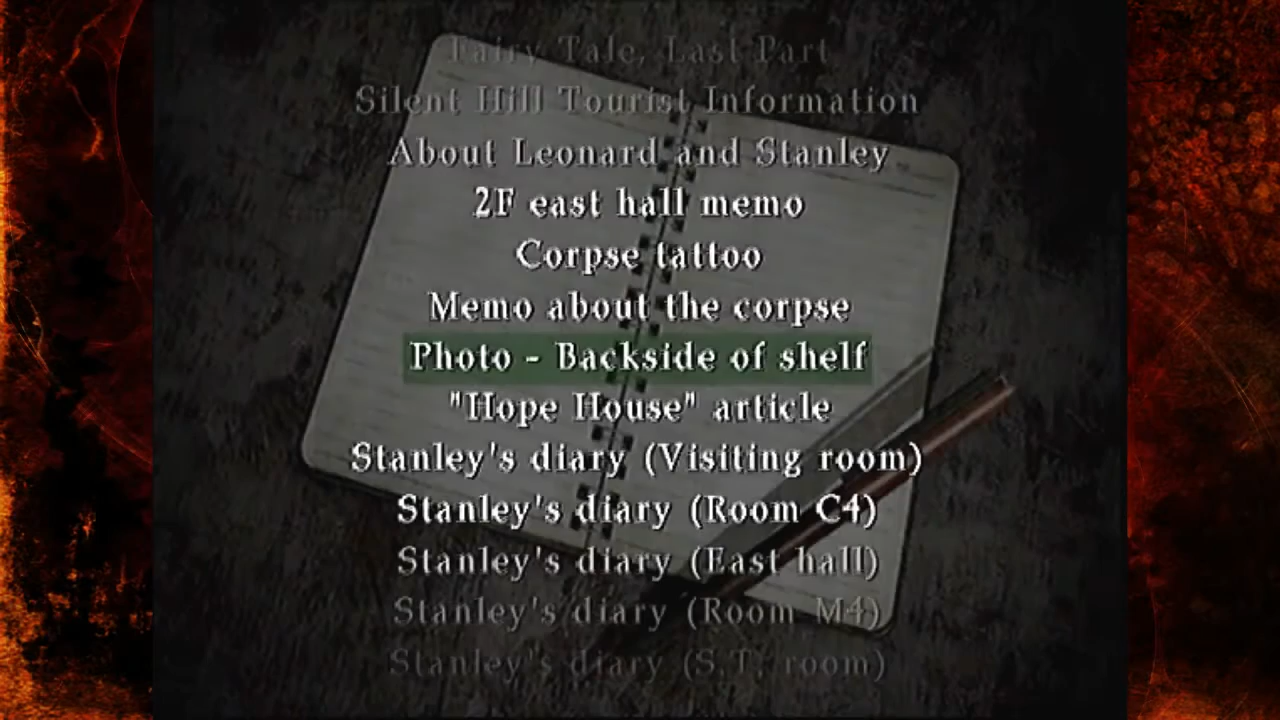 Fairy Tale, Last Part
Silent Hill Tourist Information
About Leonard and Stanley
2F east hall memo
Corpse tattoo
Memo about the corpse
Photo - Backside of shelf
"Hope House" article
Stanley's diary (Visiting room)
Stanley's diary (Room C4)
Stanley's diary (East hall)
Stanley's diary (Room M4)
Stanley's diary (S.T. room)